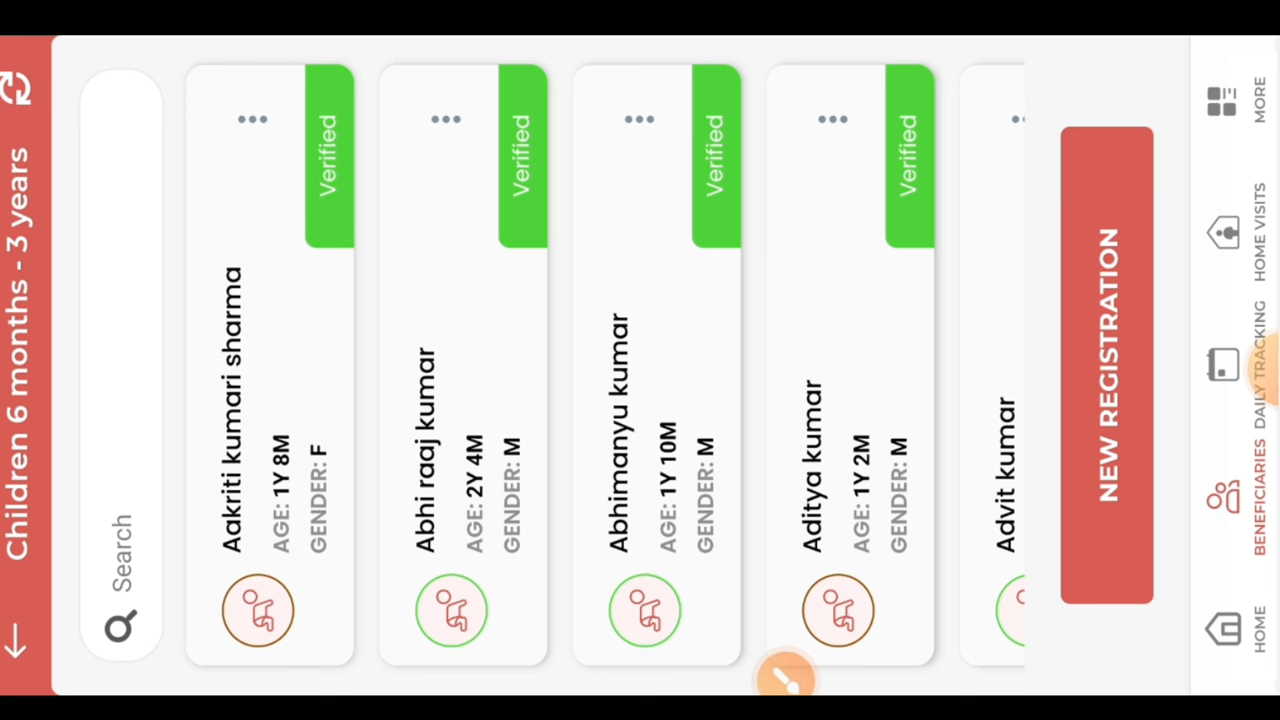 Children 6 months - 3 years
Search
Aakriti kumari sharma
AGE: 1Y 8M
GENDER: F
Verified
Abhi raaj kumar
AGE: 2Y 4M
GENDER: M
Verified
Abhimanyu kumar
AGE: 1Y 10M
GENDER: M
Verified
Aditya kumar
AGE: 1Y 2M
GENDER: M
Verified
Advit kumar
NEW REGISTRATION
HOME
BENEFICIARIES
DAILY TRACKING
HOME VISITS
MORE